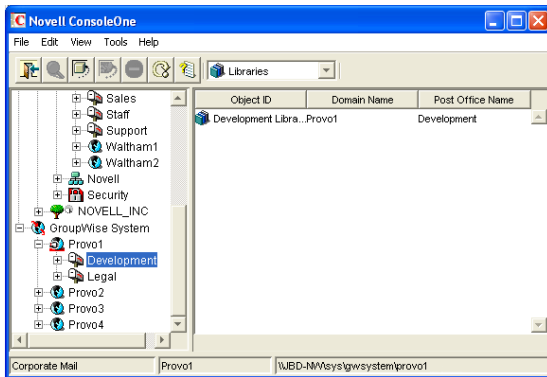 Novell ConsoleOne
File Edit View Tools Help
Libraries
Sales
Staff
Support
Waltham1
Waltham2
Novell
Security
NOVELL_INC
GroupWise System
Provo1
Development
Legal
Provo2
Provo3
Provo4
Object ID Domain Name Post Office Name
Development Libra...Provo1 Development
Corporate Mail Provo1 \\JBD-NW\sys\gwsystem\provo1